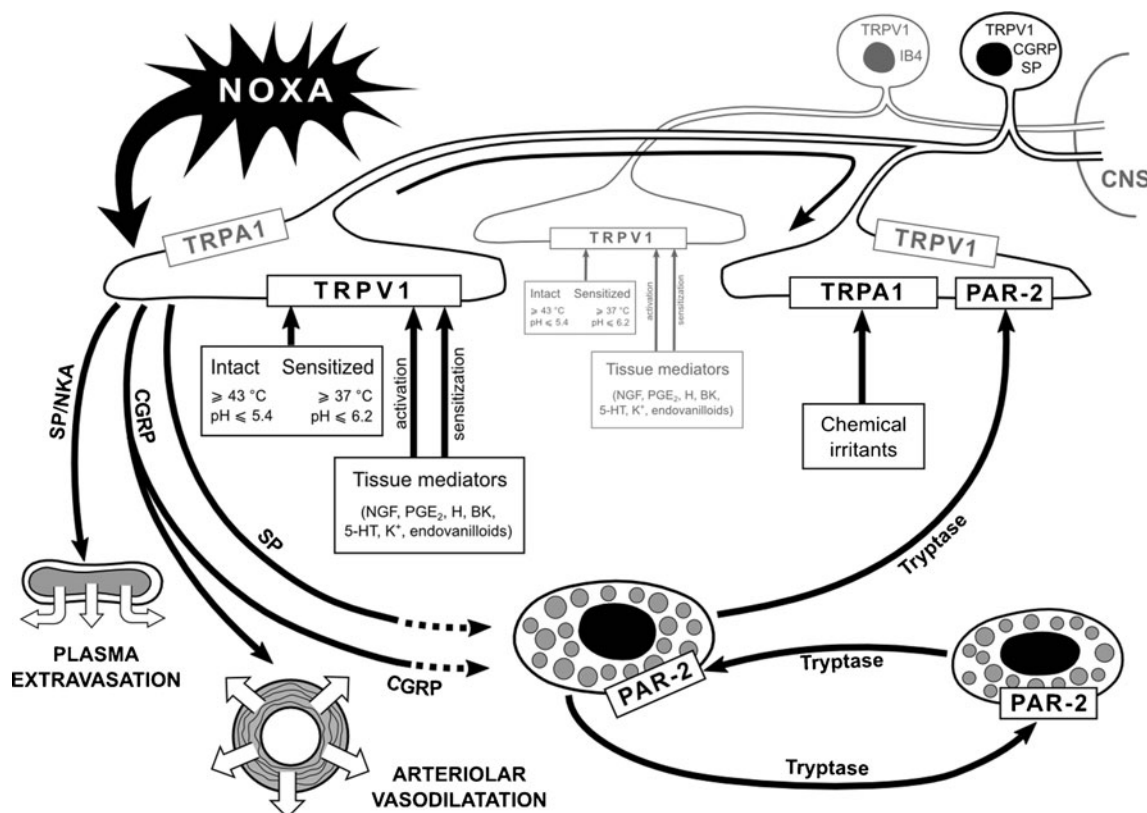 NOXA
TRPV1
IB4
TRPV1
CGRP
SP
CNS
TRPA1
TRPV1
Intact Sensitized
⩾ 43 °C ⩾ 37 °C
pH ⩽ 5.4 pH ⩽ 6.2
activation
sensitization
Tissue mediators
(NGF, PGE₂, H, BK,
5-HT, K⁺, endovanilloids)
TRPV1
Intact Sensitized
⩾ 43 °C ⩾ 37 °C
pH ⩽ 5.4 pH ⩽ 6.2
activation
sensitization
Tissue mediators
(NGF, PGE₂, H, BK,
5-HT, K⁺, endovanilloids)
TRPV1
TRPA1
PAR-2
Chemical
irritants
SP/NKA
CGRP
SP
CGRP
PLASMA
EXTRAVASATION
ARTERIOLAR
VASODILATATION
Tryptase
PAR-2
Tryptase
PAR-2
Tryptase